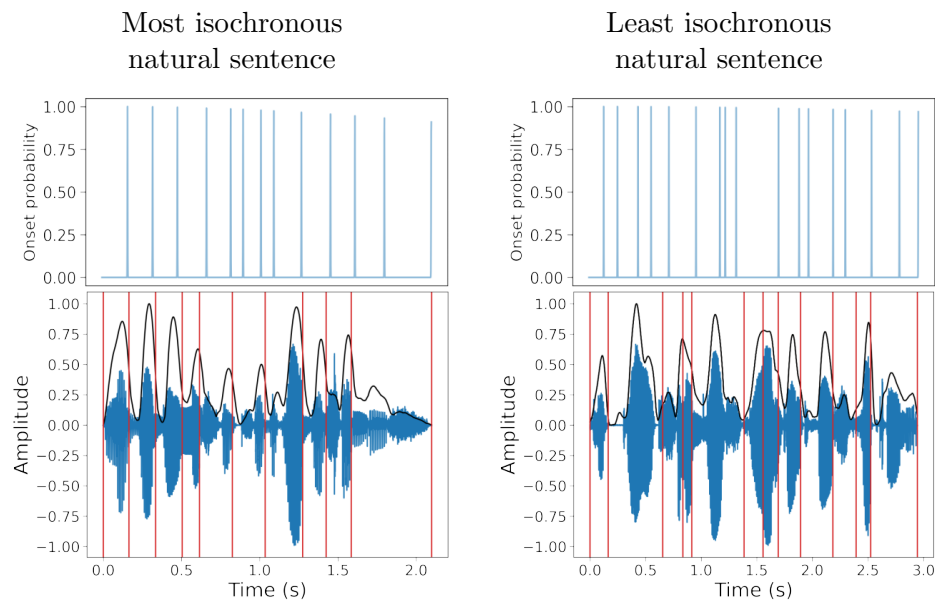 Most isochronous
natural sentence
Least isochronous
natural sentence
Onset probability
1.00
0.75
0.50
0.25
0.00
Onset probability
1.00
0.75
0.50
0.25
0.00
Amplitude
1.00
0.75
0.50
0.25
0.00
−0.25
−0.50
−0.75
−1.00
0.0 0.5 1.0 1.5 2.0
Time (s)
Amplitude
1.00
0.75
0.50
0.25
0.00
−0.25
−0.50
−0.75
−1.00
0.0 0.5 1.0 1.5 2.0 2.5 3.0
Time (s)